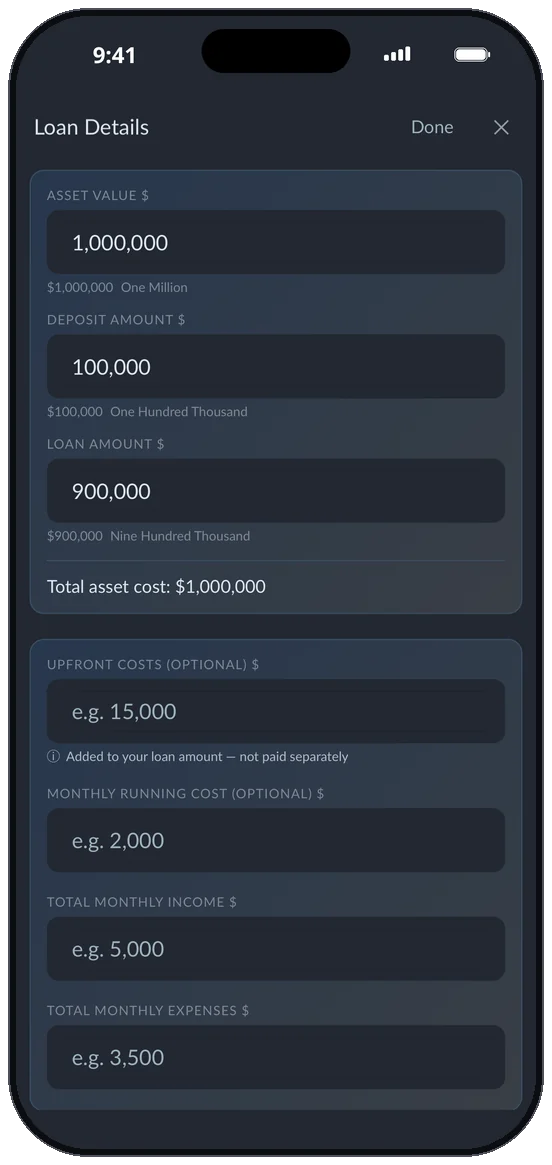 9:41
Loan Details
Done
ASSET VALUE $
1,000,000
$1,000,000 One Million
DEPOSIT AMOUNT $
100,000
$100,000 One Hundred Thousand
LOAN AMOUNT $
900,000
$900,000 Nine Hundred Thousand
Total asset cost: $1,000,000
UPFRONT COSTS (OPTIONAL) $
e.g. 15,000
ⓘ Added to your loan amount — not paid separately
MONTHLY RUNNING COST (OPTIONAL) $
e.g. 2,000
TOTAL MONTHLY INCOME $
e.g. 5,000
TOTAL MONTHLY EXPENSES $
e.g. 3,500